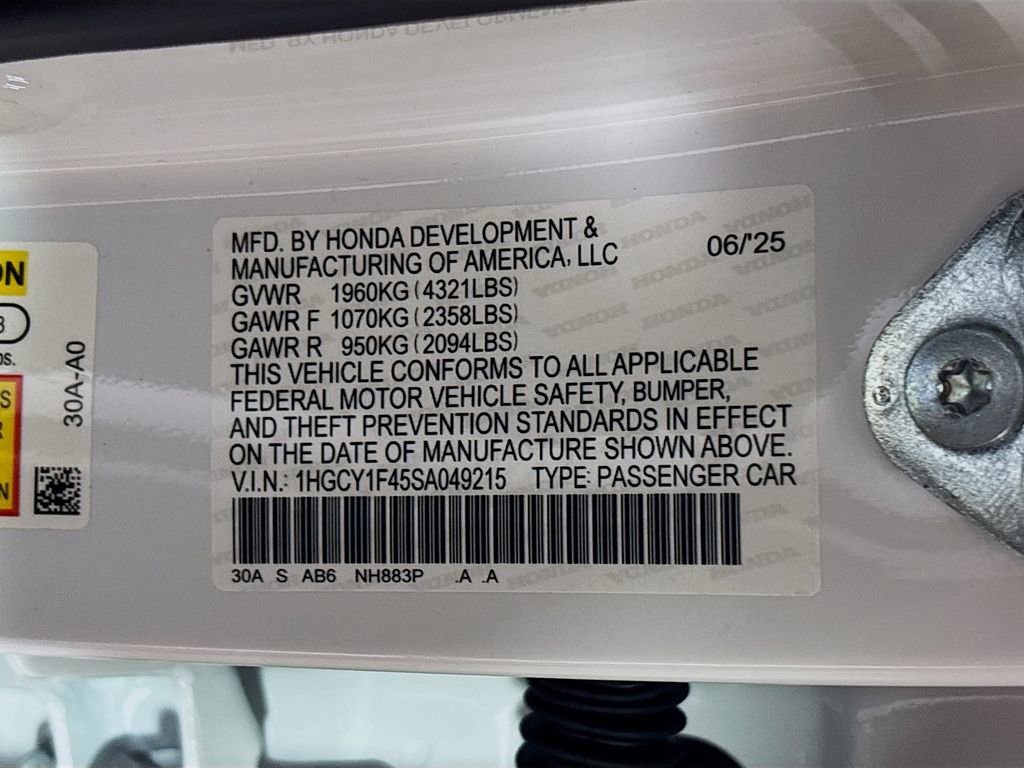 MFD. BY HONDA DEVELOPMENT &
MANUFACTURING OF AMERICA, LLC
06/'25
GVWR 1960KG (4321LBS)
GAWR F 1070KG (2358LBS)
GAWR R 950KG (2094LBS)
THIS VEHICLE CONFORMS TO ALL APPLICABLE
FEDERAL MOTOR VEHICLE SAFETY, BUMPER,
AND THEFT PREVENTION STANDARDS IN EFFECT
ON THE DATE OF MANUFACTURE SHOWN ABOVE.
V.I.N.: 1HGCY1F45SA049215 TYPE: PASSENGER CAR
30A S AB6 NH883P .A .A
30A-A0